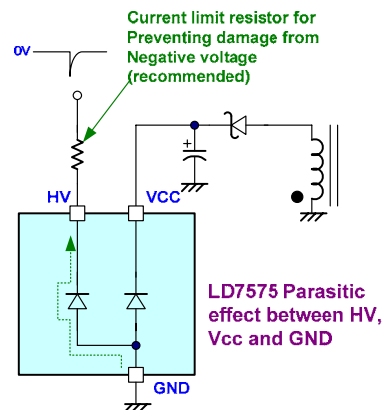 Current limit resistor for
Preventing damage from
Negative voltage
(recommended)
0V
+
HV
VCC
LD7575 Parasitic
effect between HV,
Vcc and GND
GND